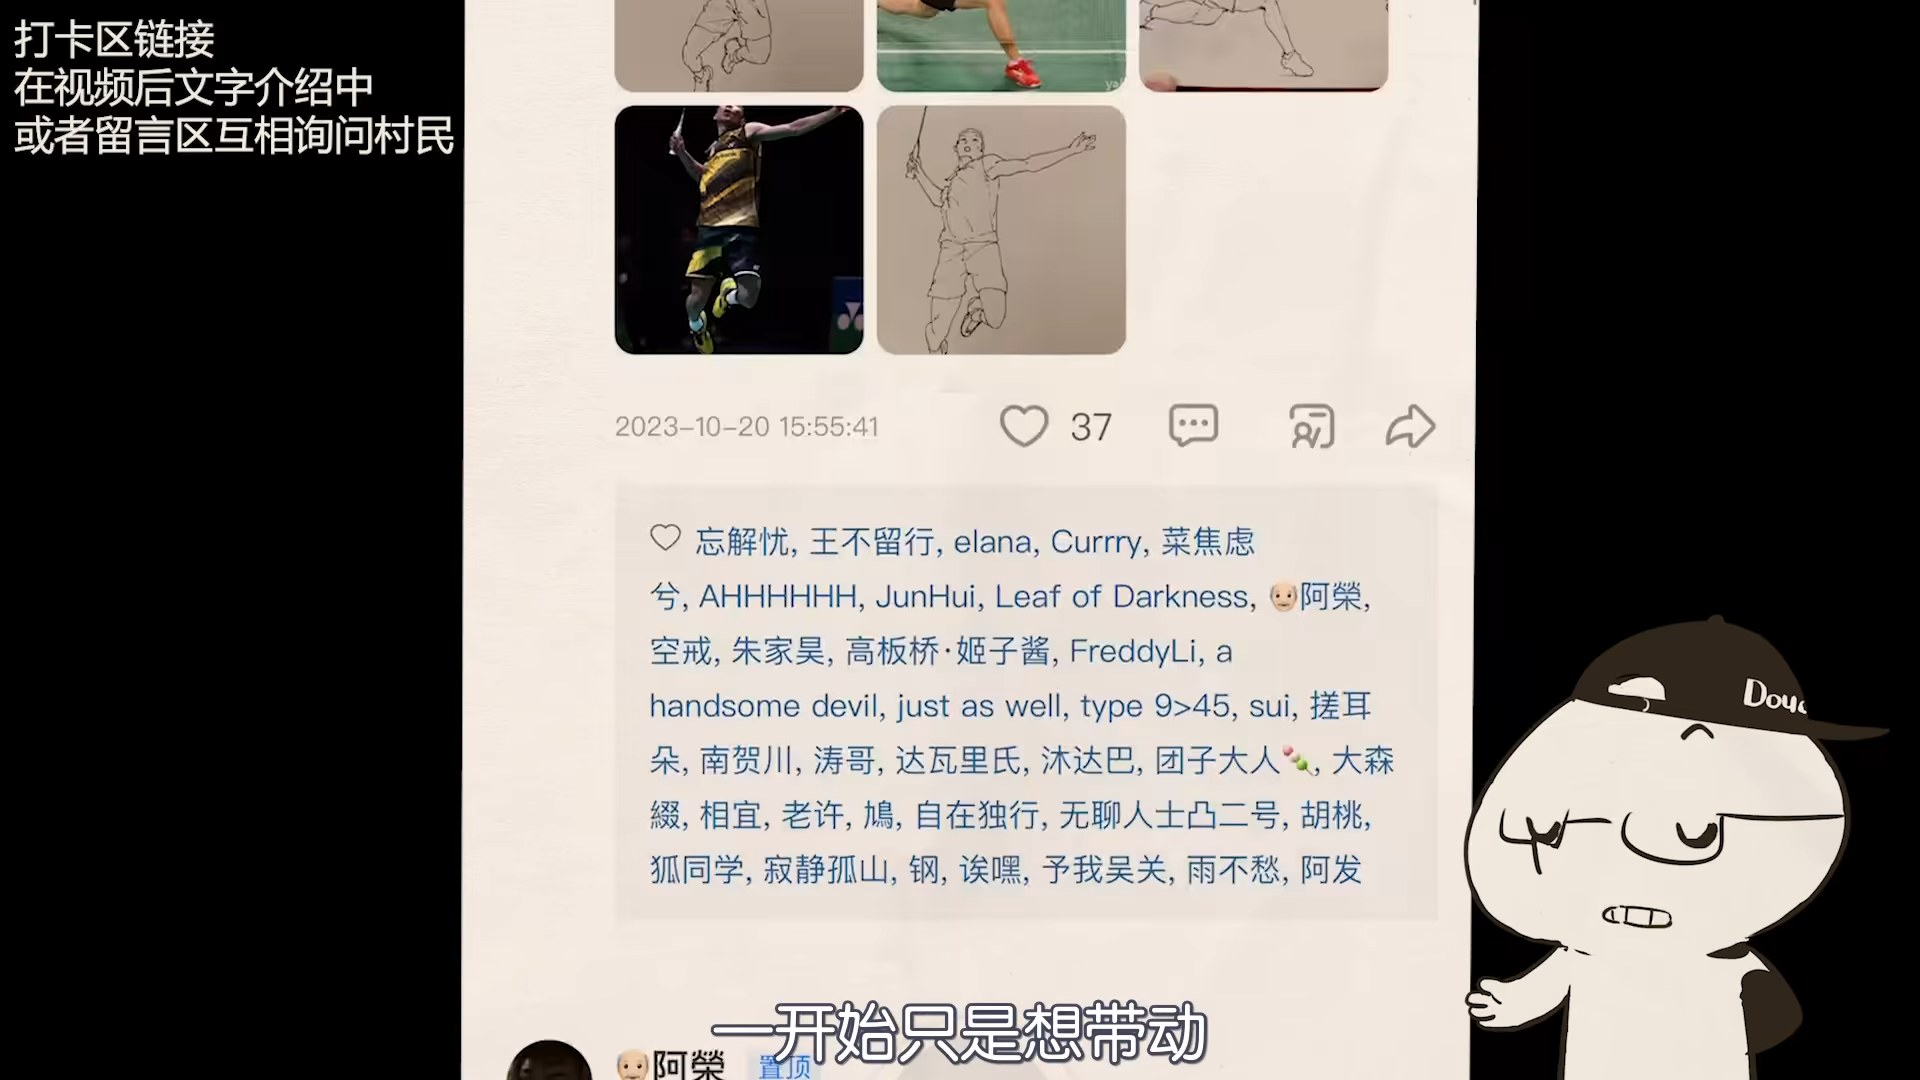 打卡区链接
在视频后文字介绍中
或者留言区互相询问村民
2023-10-20 15:55:41
37
忘解忧, 王不留行, elana, Currry, 菜焦虑
兮, AHHHHHH, JunHui, Leaf of Darkness, 👴🏼阿榮,
空戒, 朱家昊, 高板桥·姬子酱, FreddyLi, a
handsome devil, just as well, type 9>45, sui, 搓耳
朵, 南贺川, 涛哥, 达瓦里氏, 沐达巴, 团子大人🍡, 大森
綴, 相宜, 老许, 鳩, 自在独行, 无聊人士凸二号, 胡桃,
狐同学, 寂静孤山, 钢, 诶嘿, 予我吴关, 雨不愁, 阿发
👴🏼阿榮 置顶
一开始只是想带动